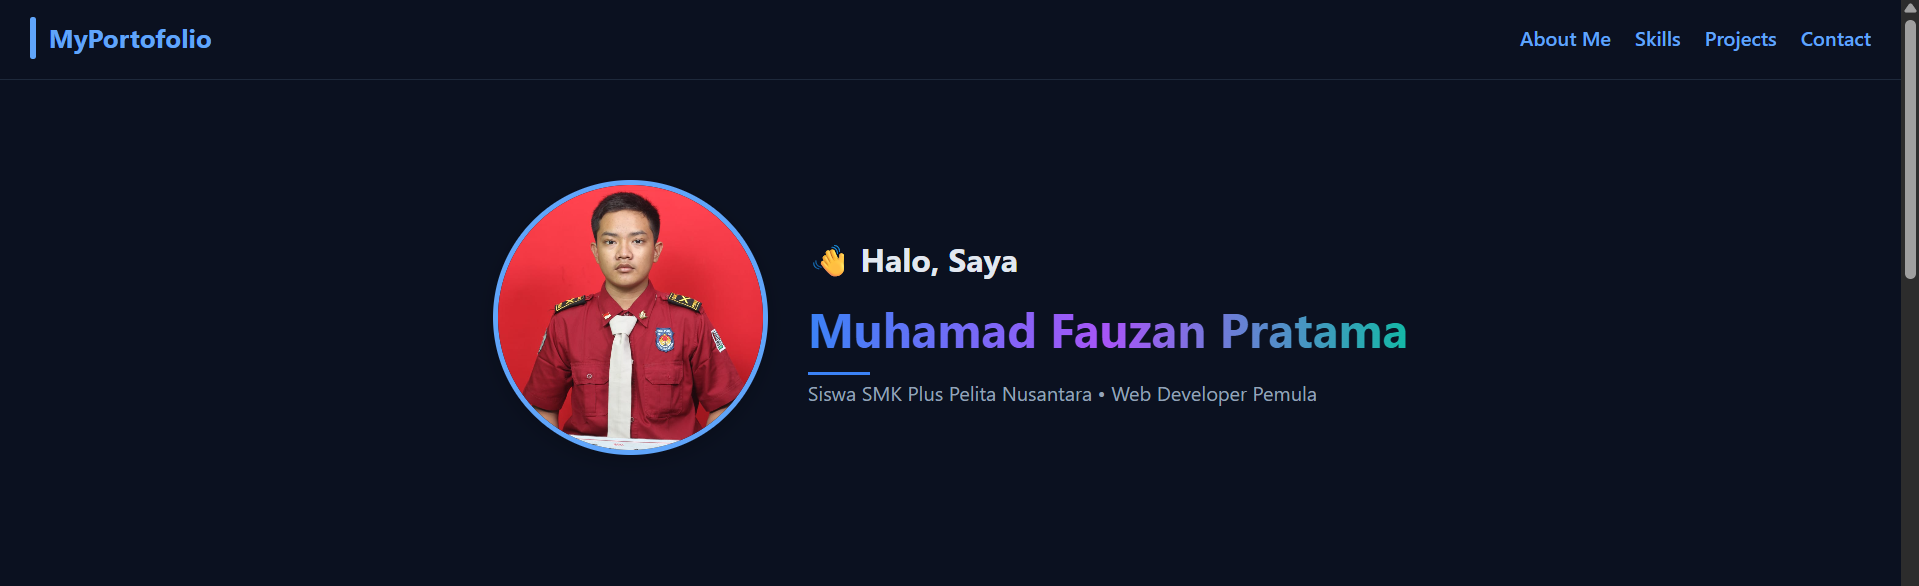 MyPortofolio
About Me Skills Projects Contact
👋 Halo, Saya
Muhamad Fauzan Pratama
Siswa SMK Plus Pelita Nusantara • Web Developer Pemula